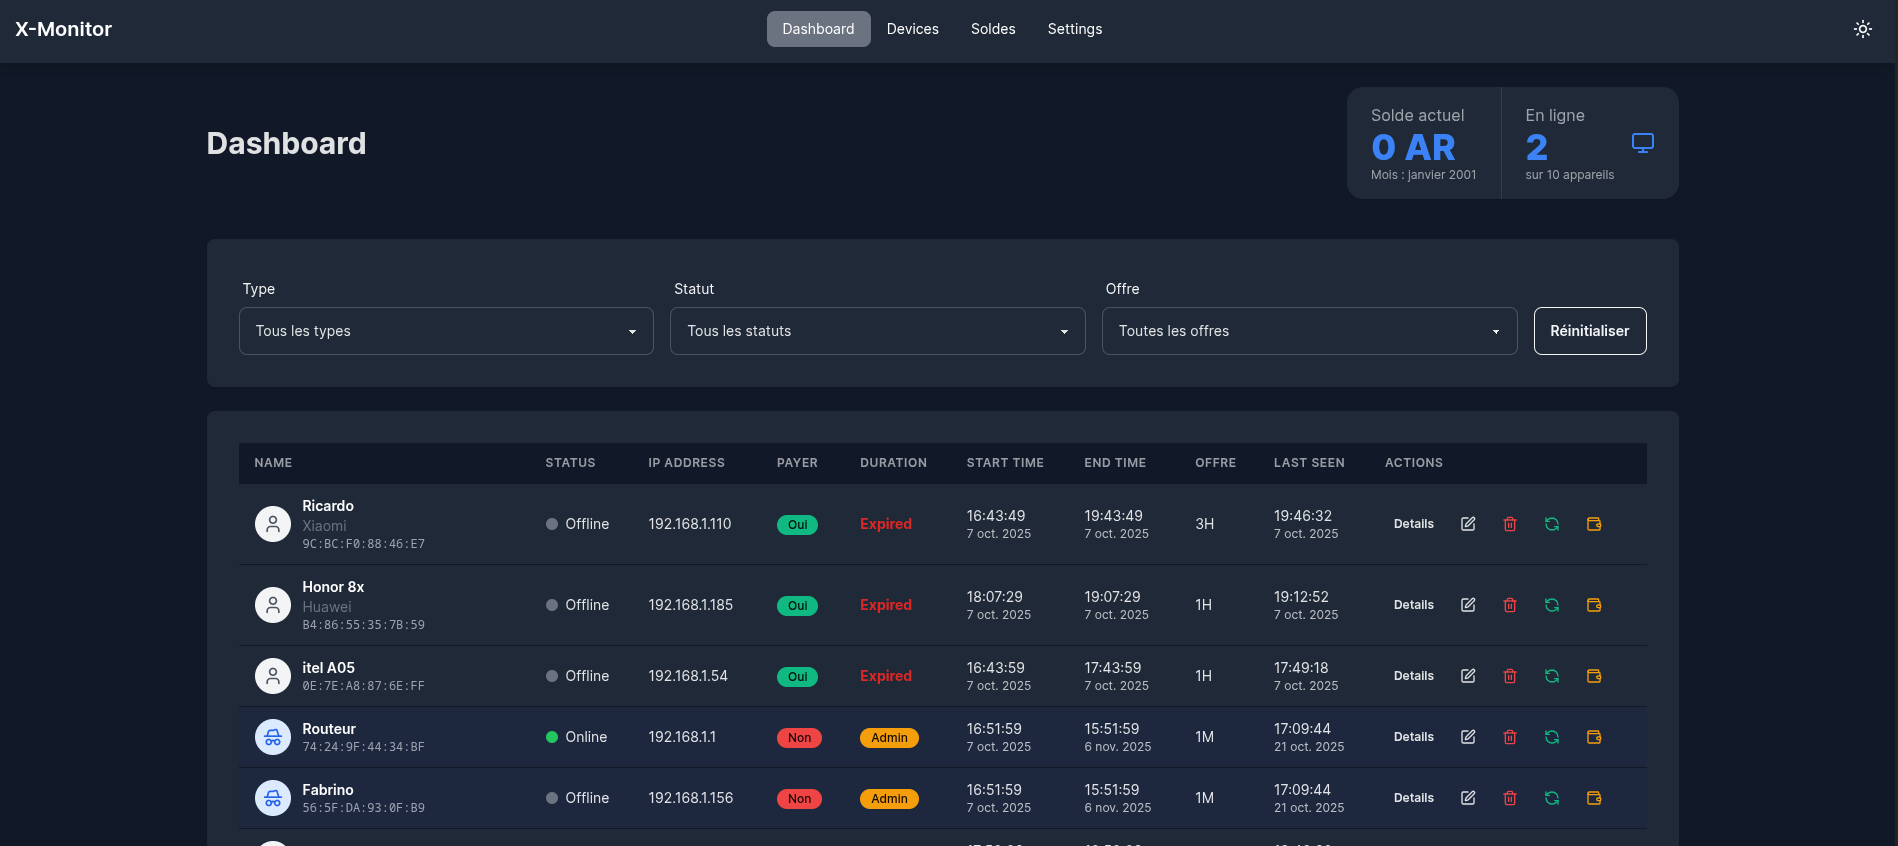 X-Monitor
Dashboard Devices Soldes Settings
Dashboard
Solde actuel
0 AR
Mois : janvier 2001
En ligne
2
sur 10 appareils
Type
Tous les types
Statut
Tous les statuts
Offre
Toutes les offres
Réinitialiser
NAME STATUS IP ADDRESS PAYER DURATION START TIME END TIME OFFRE LAST SEEN ACTIONS
Ricardo
Xiaomi
9C:BC:F0:88:46:E7
Offline 192.168.1.110 Oui Expired
16:43:49
7 oct. 2025
19:43:49
7 oct. 2025
3H
19:46:32
7 oct. 2025
Details
Honor 8x
Huawei
B4:86:55:35:7B:59
Offline 192.168.1.185 Oui Expired
18:07:29
7 oct. 2025
19:07:29
7 oct. 2025
1H
19:12:52
7 oct. 2025
Details
itel A05
0E:7E:A8:87:6E:FF
Offline 192.168.1.54 Oui Expired
16:43:59
7 oct. 2025
17:43:59
7 oct. 2025
1H
17:49:18
7 oct. 2025
Details
Routeur
74:24:9F:44:34:BF
Online 192.168.1.1 Non Admin
16:51:59
7 oct. 2025
15:51:59
6 nov. 2025
1M
17:09:44
21 oct. 2025
Details
Fabrino
56:5F:DA:93:0F:B9
Offline 192.168.1.156 Non Admin
16:51:59
7 oct. 2025
15:51:59
6 nov. 2025
1M
17:09:44
21 oct. 2025
Details